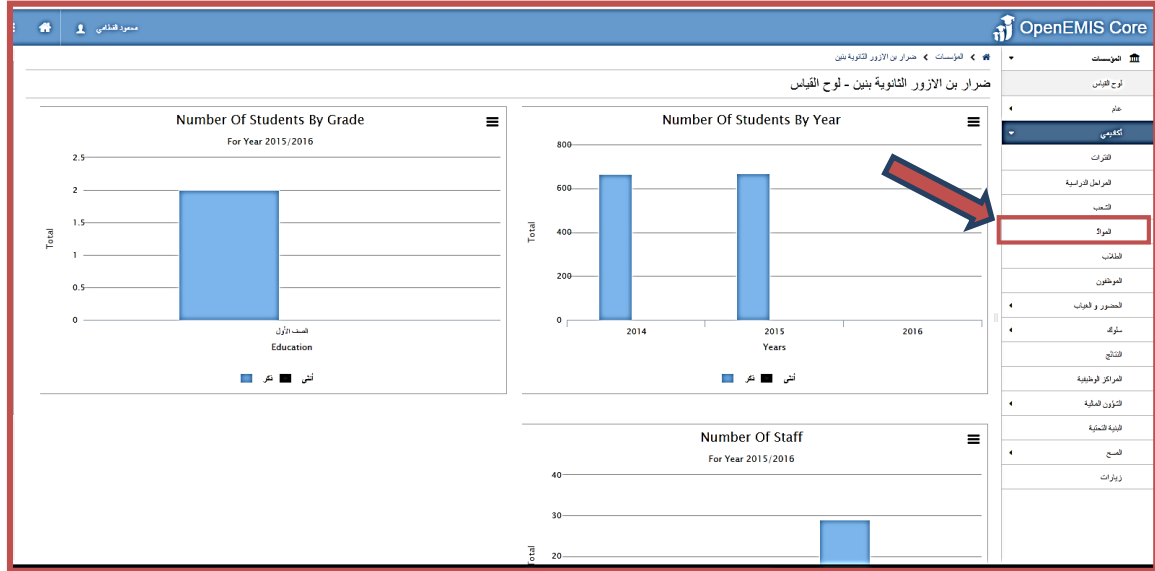 OpenEMIS Core
مسعود قطامي
المؤسسات
المؤسسات > ضرار بن الازور الثانوية بنين
ضرار بن الازور الثانوية بنين - لوح القياس
لوح القياس
عام
أكاديمي
الفترات
المراحل الدراسية
الشعب
المواد
الطلاب
الموظفون
الحضور و الغياب
سلوك
النتائج
المراكز الوظيفية
الشؤون المالية
البنية التحتية
المسح
زيارات
Number Of Students By Year
800
600
400
200
0
Total
2014 2015 2016
Years
ذكر أنثى
Number Of Students By Grade
For Year 2015/2016
2.5
2
1.5
1
0.5
0
Total
الصف الأول
Education
ذكر أنثى
Number Of Staff
For Year 2015/2016
40
30
20
Total